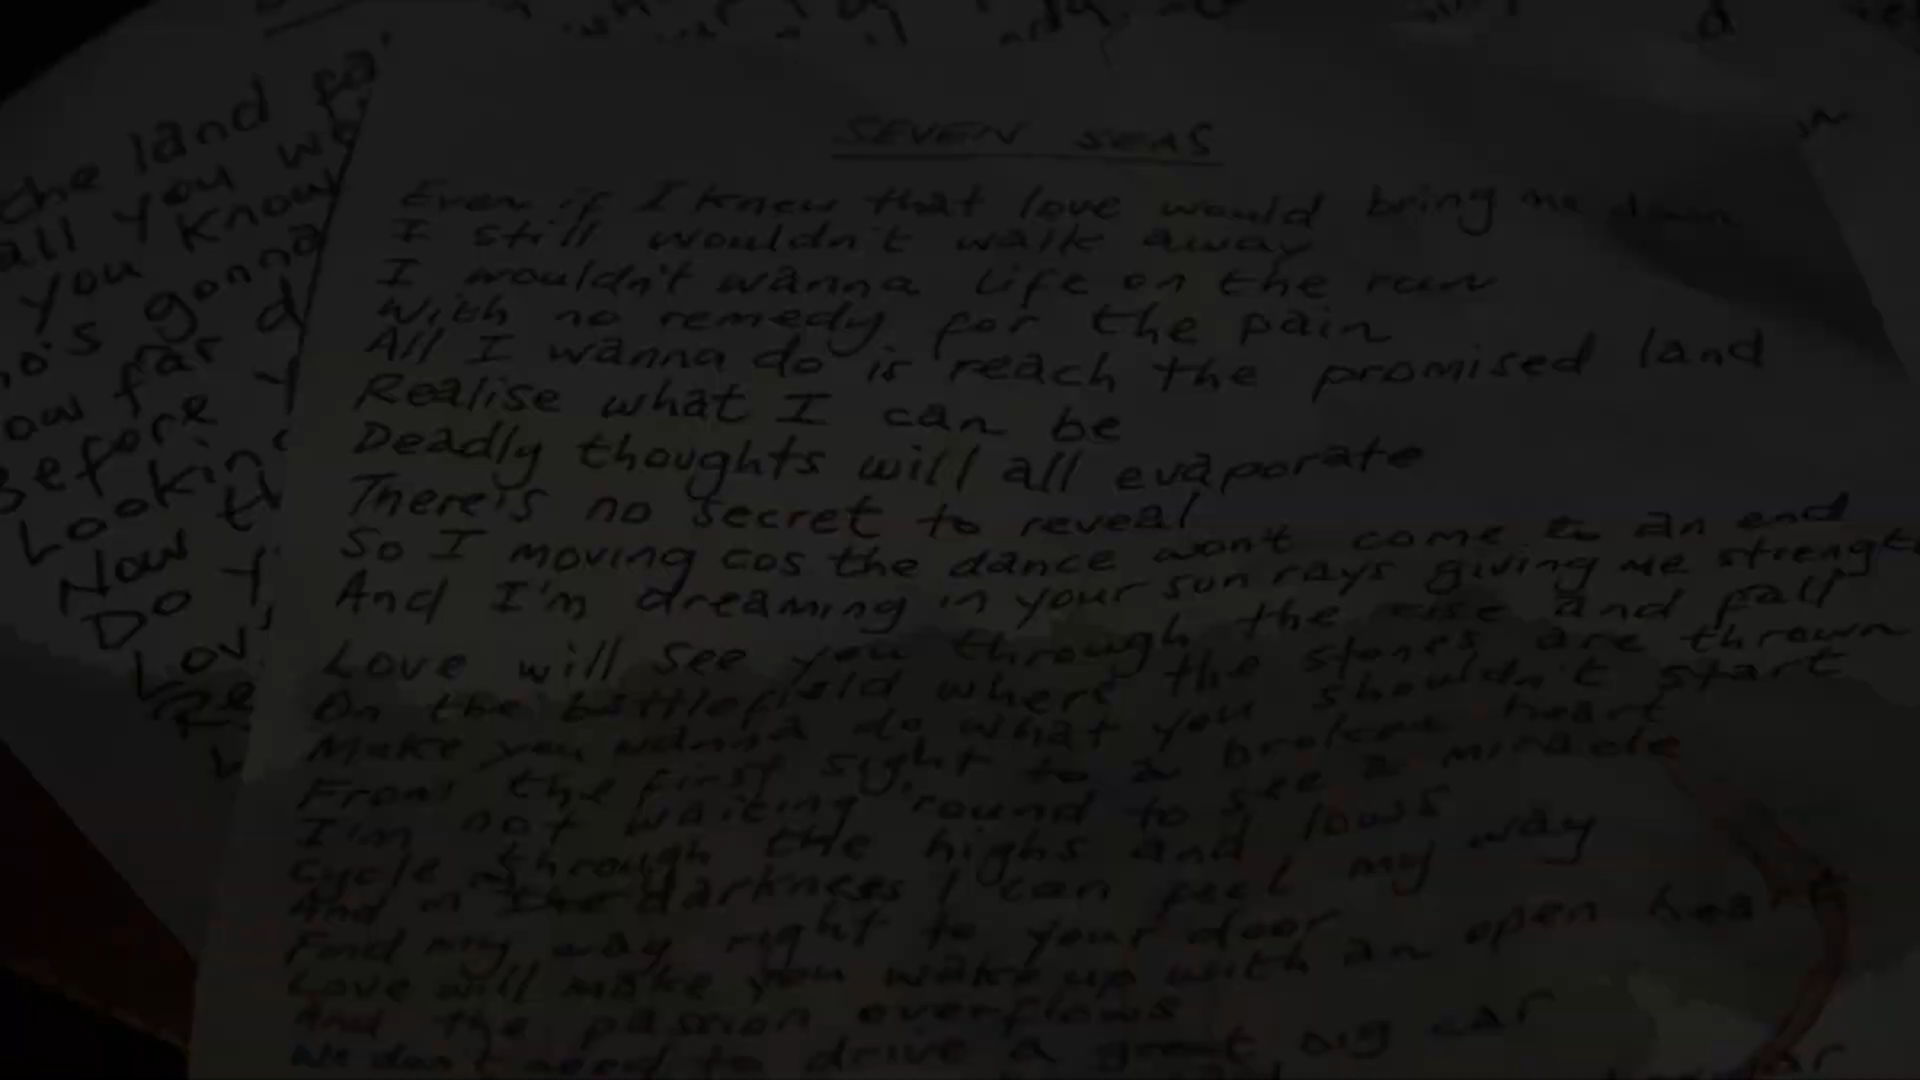 SEVEN SEAS
Even if I knew that love would bring me down
I still wouldn't walk away
I wouldn't wanna life on the run
With no remedy for the pain
All I wanna do is reach the promised land
Realise what I can be
Deadly thoughts will all evaporate
There's no secret to reveal
So I moving cos the dance won't come to an end
And I'm dreaming in your sun rays giving me strength
Love will see you through the rise and fall
On the battlefield where the stones are thrown
Make you wanna do what you shouldn't start
From the first sight to a broken heart
I'm not waiting 'round to see a miracle
Cycle through the highs and lows
And in the darkness I can feel my way
Find my way right to your door
Love will make you wake up with an open heart
And the passion overflows
We don't need to drive a great big car
the land
all you
you know
gonna
far
Before
Now
Do